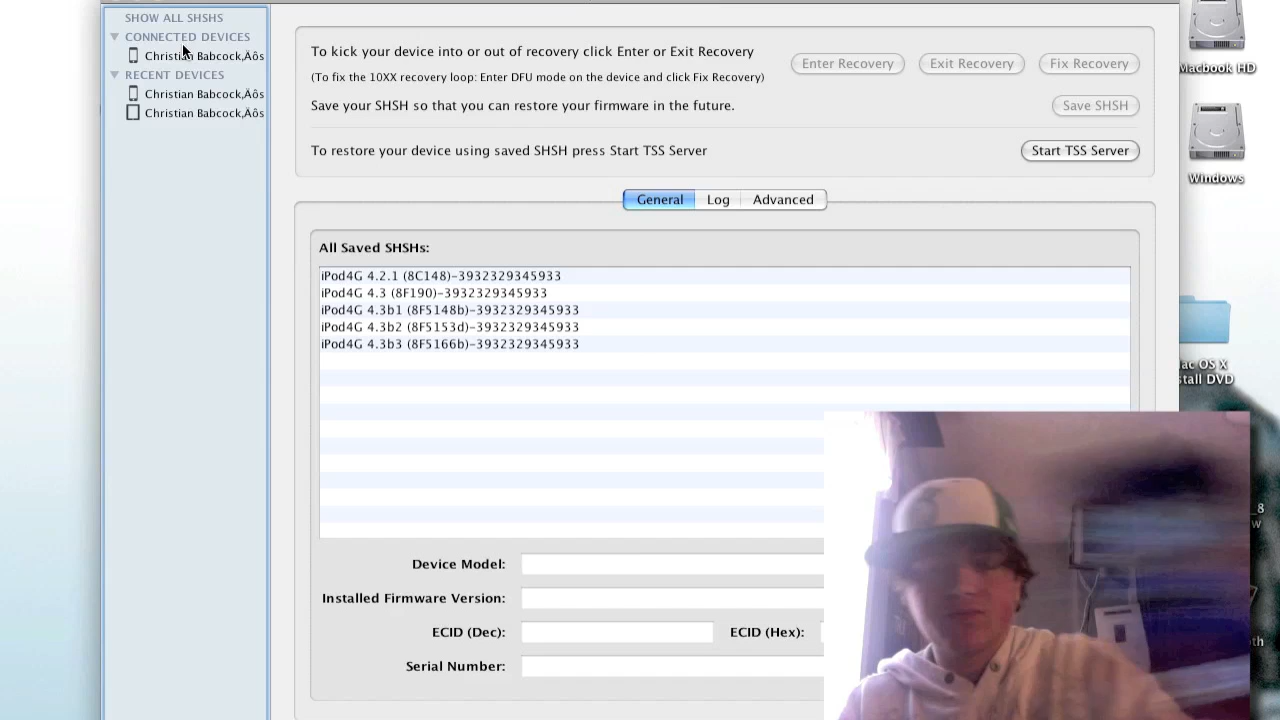 SHOW ALL SHSHS
CONNECTED DEVICES
Christian Babcock‚Äôs
RECENT DEVICES
Christian Babcock‚Äôs
Christian Babcock‚Äôs
To kick your device into or out of recovery click Enter or Exit Recovery
(To fix the 10XX recovery loop: Enter DFU mode on the device and click Fix Recovery)
Enter Recovery
Exit Recovery
Fix Recovery
Save your SHSH so that you can restore your firmware in the future.
Save SHSH
To restore your device using saved SHSH press Start TSS Server
Start TSS Server
General
Log
Advanced
All Saved SHSHs:
iPod4G 4.2.1 (8C148)-3932329345933
iPod4G 4.3 (8F190)-3932329345933
iPod4G 4.3b1 (8F5148b)-3932329345933
iPod4G 4.3b2 (8F5153d)-3932329345933
iPod4G 4.3b3 (8F5166b)-3932329345933
Device Model:
Installed Firmware Version:
ECID (Dec):
ECID (Hex):
Serial Number:
Macbook HD
Windows
ac OS X
stall DVD
_8
w
th